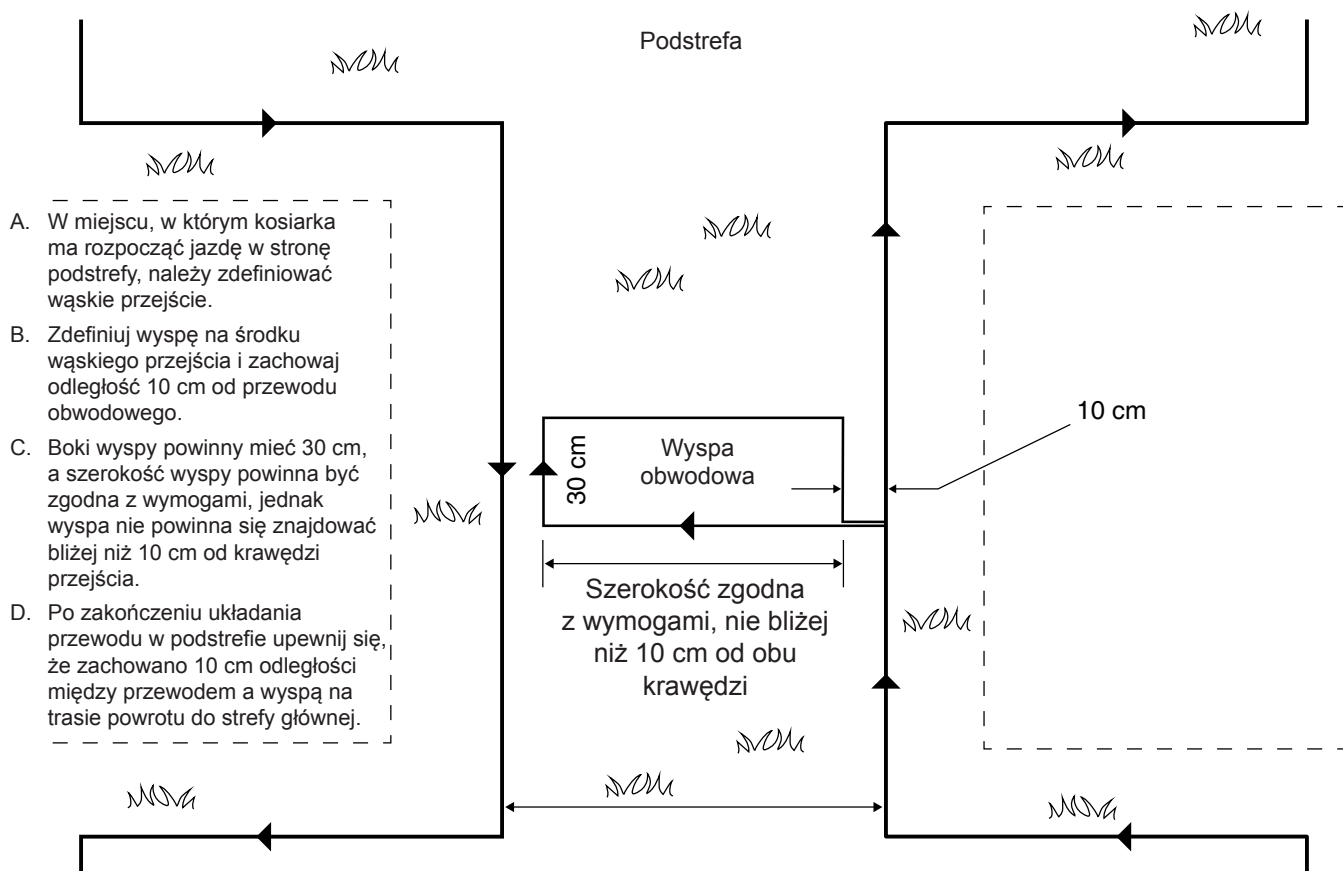 Podstrefa
A. W miejscu, w którym kosiarka
ma rozpocząć jazdę w stronę
podstrefy, należy zdefiniować
wąskie przejście.
B. Zdefiniuj wyspę na środku
wąskiego przejścia i zachowaj
odległość 10 cm od przewodu
obwodowego.
C. Boki wyspy powinny mieć 30 cm,
a szerokość wyspy powinna być
zgodna z wymogami, jednak
wyspa nie powinna się znajdować
bliżej niż 10 cm od krawędzi
przejścia.
D. Po zakończeniu układania
przewodu w podstrefie upewnij się,
że zachowano 10 cm odległości
między przewodem a wyspą na
trasie powrotu do strefy głównej.
30 cm
Wyspa
obwodowa
10 cm
Szerokość zgodna
z wymogami, nie bliżej
niż 10 cm od obu
krawędzi